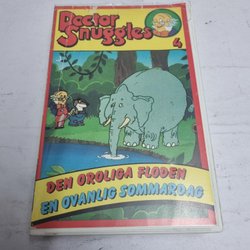 Doctor
Snuggles
4
DEN OROLIGA FLODEN
EN OVANLIG SOMMARDAG